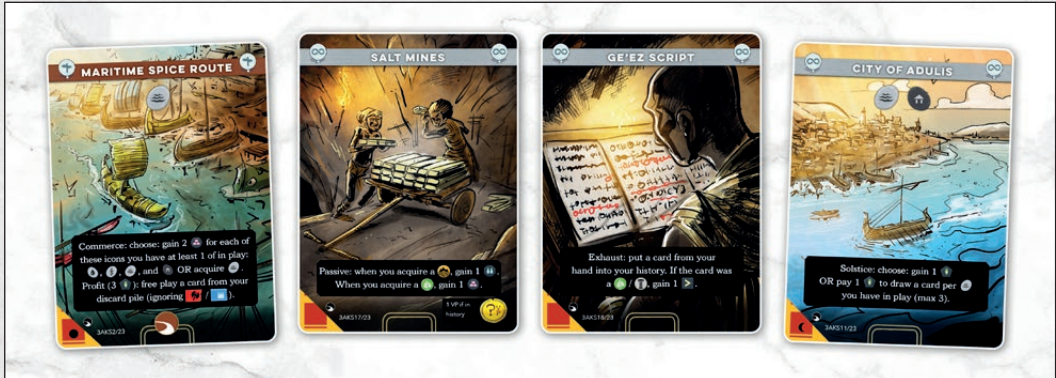 MARITIME SPICE ROUTE
Commerce: choose: gain 2 for each of
these icons you have at least 1 of in play:
, , , and OR acquire .
Profit (3 ): free play a card from your
discard pile (ignoring / ).
3AKS2/23
SALT MINES
Passive: when you acquire a , gain 1 .
When you acquire a , gain 1 .
1 VP if in
history
?
3AKS17/23
GE'EZ SCRIPT
Exhaust: put a card from your
hand into your history. If the card was
a / , gain 1 .
3AKS18/23
CITY OF ADULIS
Solstice: choose: gain 1
OR pay 1 to draw a card per
you have in play (max 3).
3AKS11/23